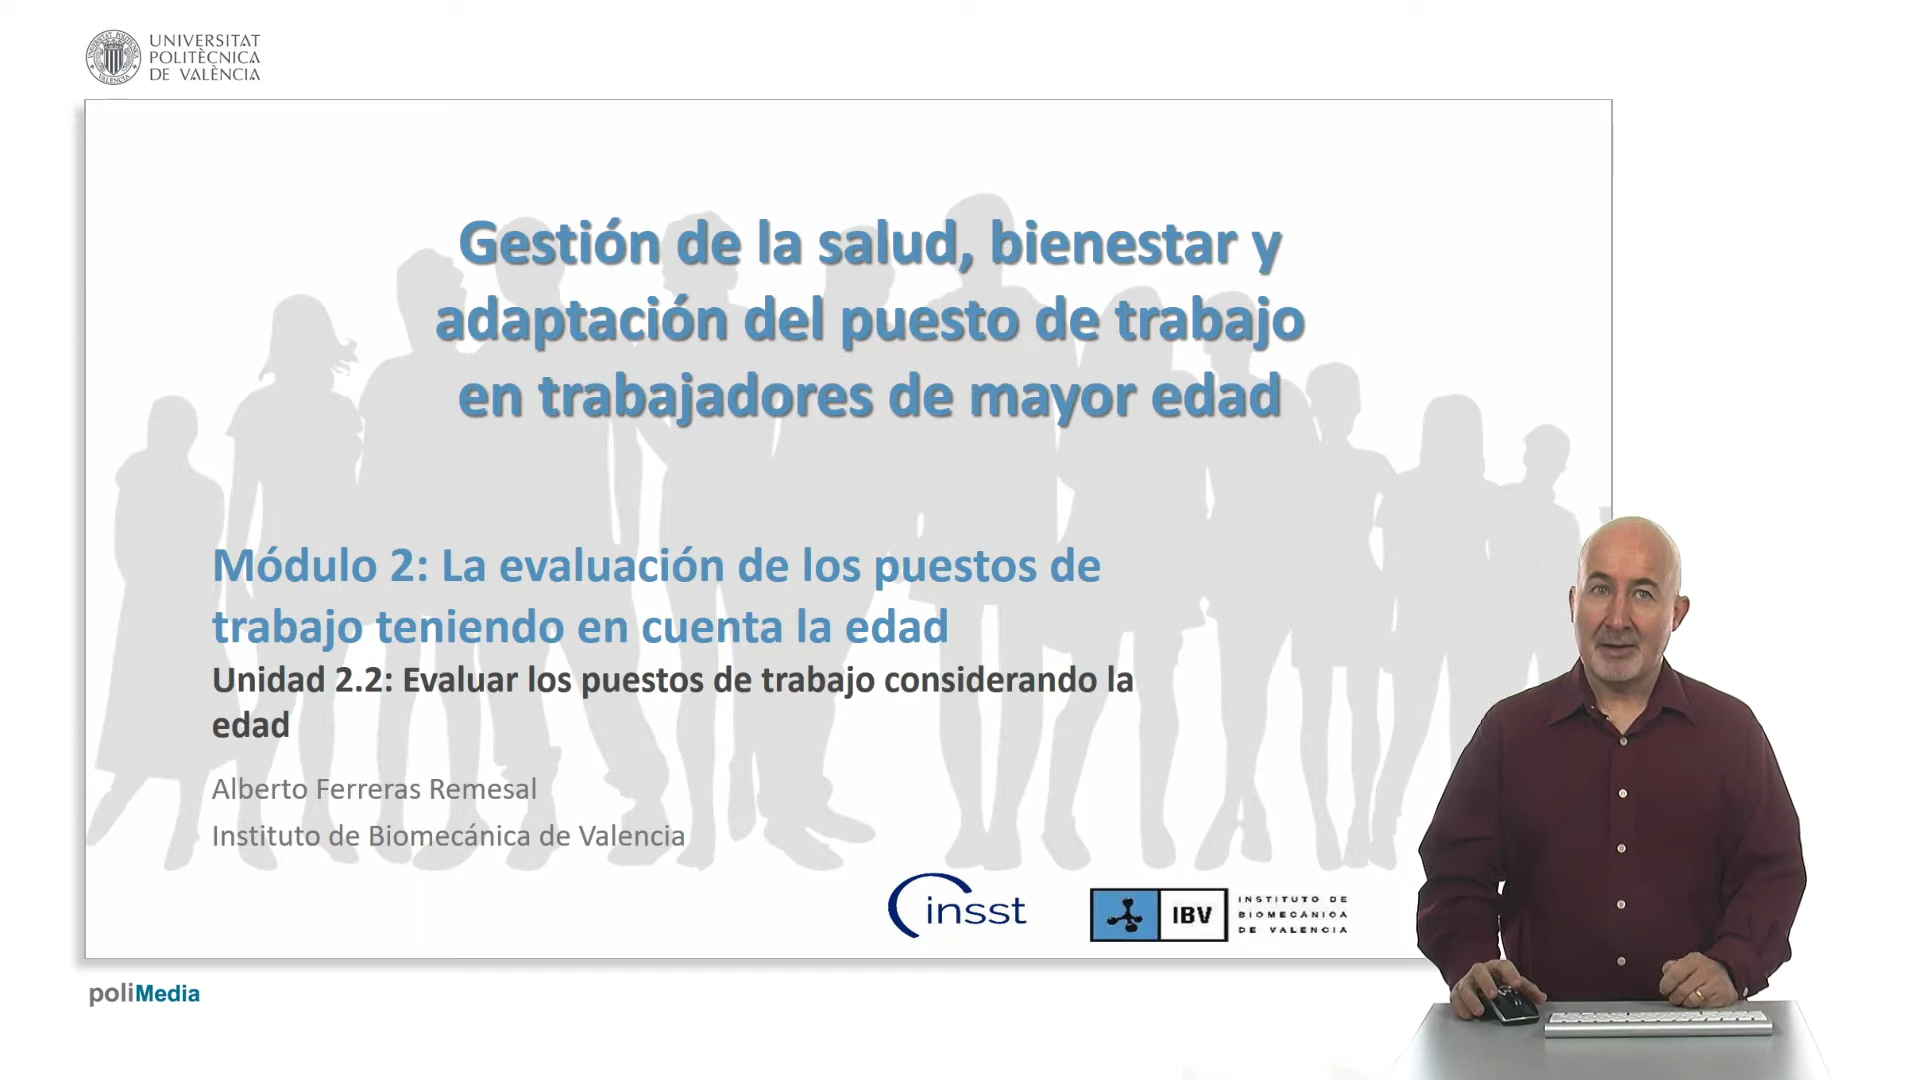 UNIVERSITAT
POLITÈCNICA
DE VALÈNCIA
Gestión de la salud, bienestar y
adaptación del puesto de trabajo
en trabajadores de mayor edad
Módulo 2: La evaluación de los puestos de
trabajo teniendo en cuenta la edad
Unidad 2.2: Evaluar los puestos de trabajo considerando la
edad
Alberto Ferreras Remesal
Instituto de Biomecánica de Valencia
insst
IBV
INSTITUTO DE
BIOMECÁNICA
DE VALENCIA
poliMedia